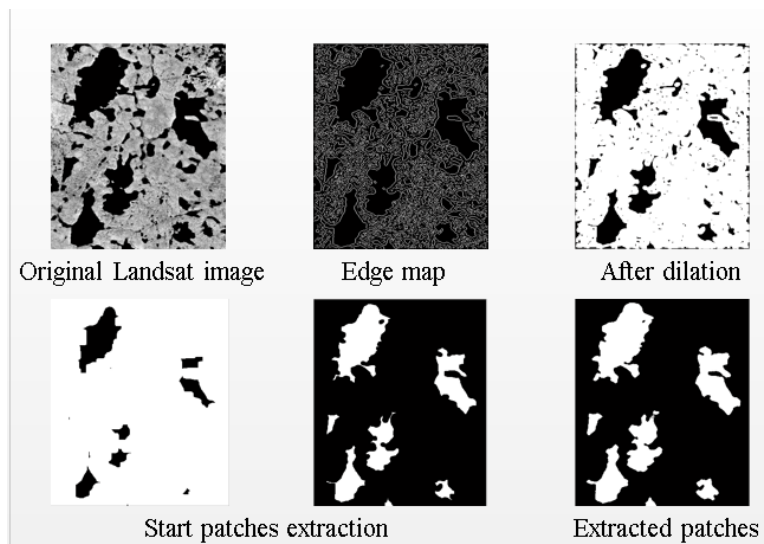 Original Landsat image
Edge map
After dilation
Start patches extraction
Extracted patches